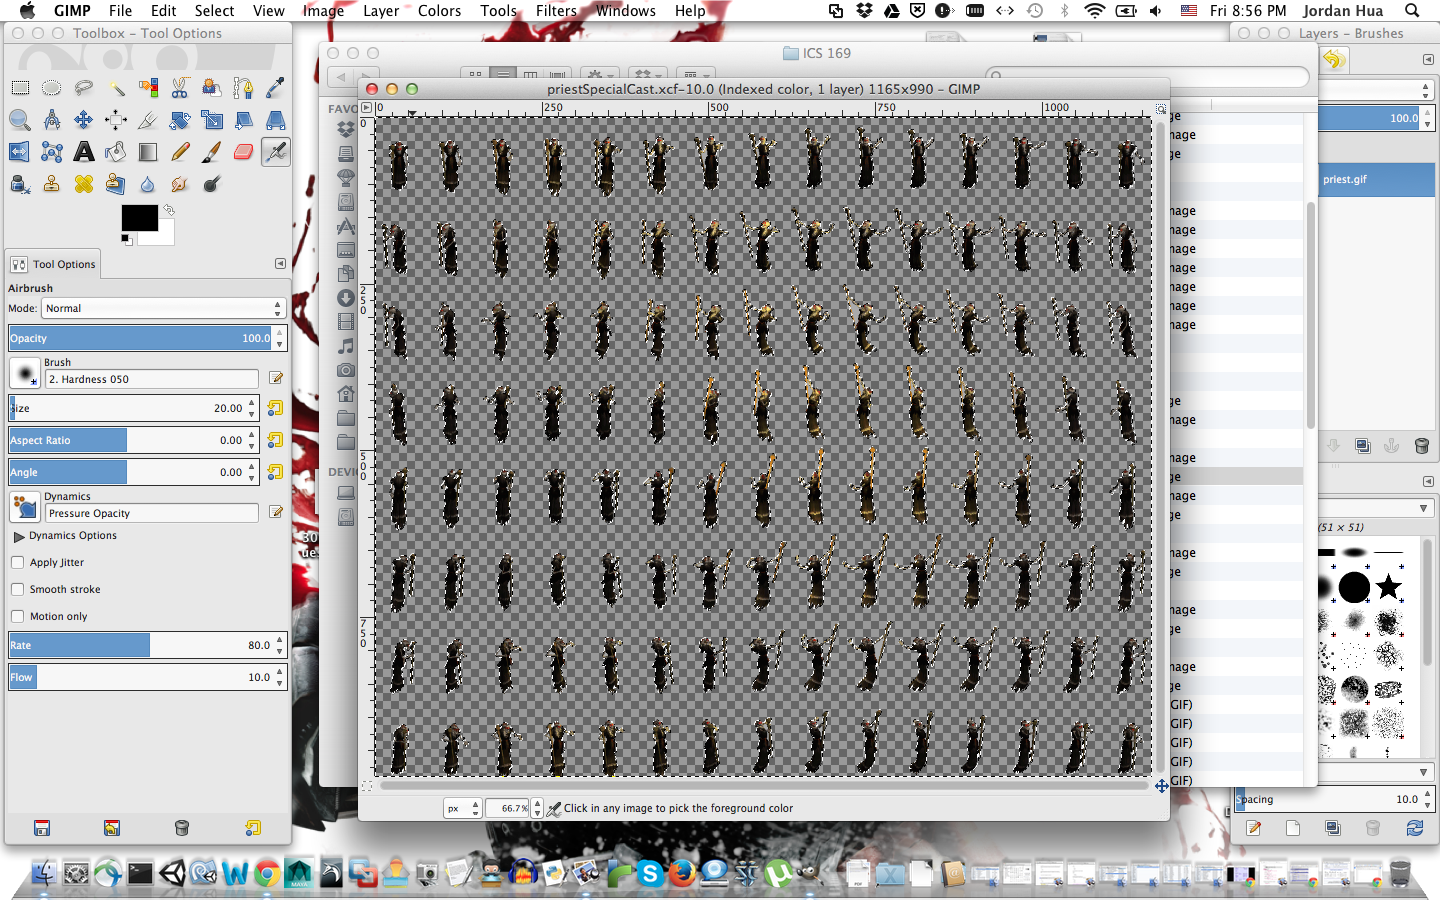 GIMP File Edit Select View Image Layer Colors Tools Filters Windows Help
Fri 8:56 PM Jordan Hua
Toolbox - Tool Options
Tool Options
Airbrush
Mode: Normal
Opacity 100.0
Brush
2. Hardness 050
Size 20.00
Aspect Ratio 0.00
Angle 0.00
Dynamics
Pressure Opacity
Dynamics Options
Apply Jitter
Smooth stroke
Motion only
Rate 80.0
Flow 10.0
ICS 169
FAVO
DEVIC
priestSpecialCast.xcf-10.0 (Indexed color, 1 layer) 1165x990 – GIMP
0 250 500 750 1000
0
250
500
750
px 66.7% Click in any image to pick the foreground color
ge
nage
ge
nage
nage
nage
nage
nage
nage
nage
ge
nage
nage
ge
nage
ge
nage
ge
nage
ge
nage
ge
GIF)
GIF)
GIF)
GIF)
GIF)
Layers - Brushes
100.0
priest.gif
(51 × 51)
Spacing 10.0